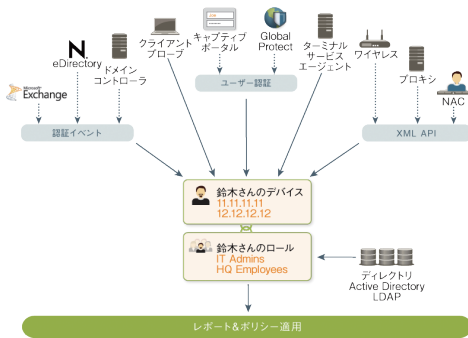 Microsoft
Exchange
N.
eDirectory
ドメイン
コントローラ
クライアント
プローブ
キャプティブ
ポータル
Global
Protect
ターミナル
サービス
エージェント
ワイヤレス
プロキシ
NAC
認証イベント
ユーザー認証
XML API
鈴木さんのデバイス
11.11.11.11
12.12.12.12
鈴木さんのロール
IT Admins
HQ Employees
ディレクトリ
Active Directory
LDAP
レポート&ポリシー適用